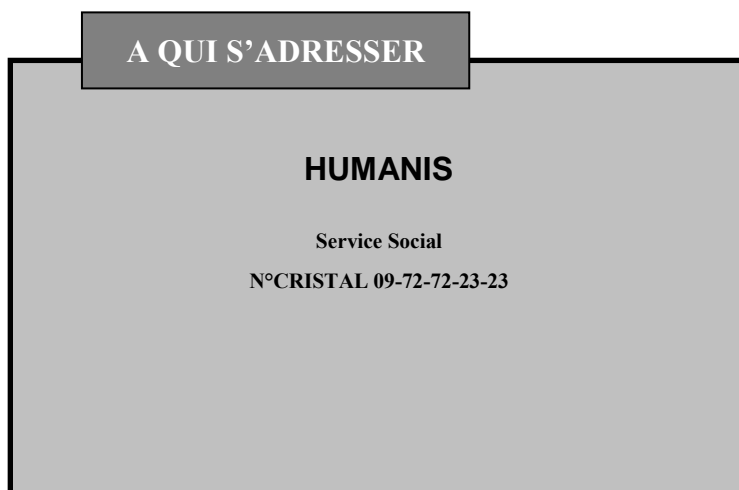 A QUI S’ADRESSER
HUMANIS
Service Social
N°CRISTAL 09-72-72-23-23